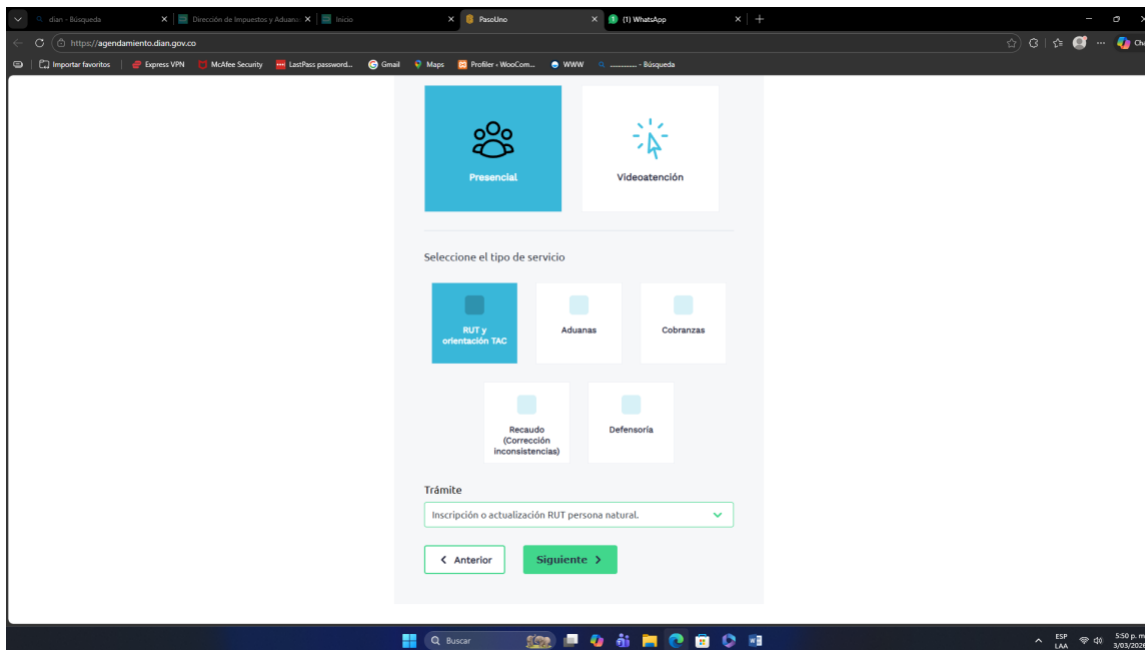 dian - Búsqueda
Dirección de Impuestos y Aduana
Inicio
PasoUno
(1) WhatsApp
https://agendamiento.dian.gov.co
Importar favoritos
Express VPN
McAfee Security
LastPass password...
Gmail
Maps
Profiler ‹ WooCom...
WWW
_______ - Búsqueda
Presencial
Videoatención
Seleccione el tipo de servicio
RUT y
orientación TAC
Aduanas
Cobranzas
Recaudo
(Corrección
inconsistencias)
Defensoría
Trámite
Inscripción o actualización RUT persona natural.
Anterior
Siguiente
Buscar
ESP
LAA
5:50 p. m
3/03/202